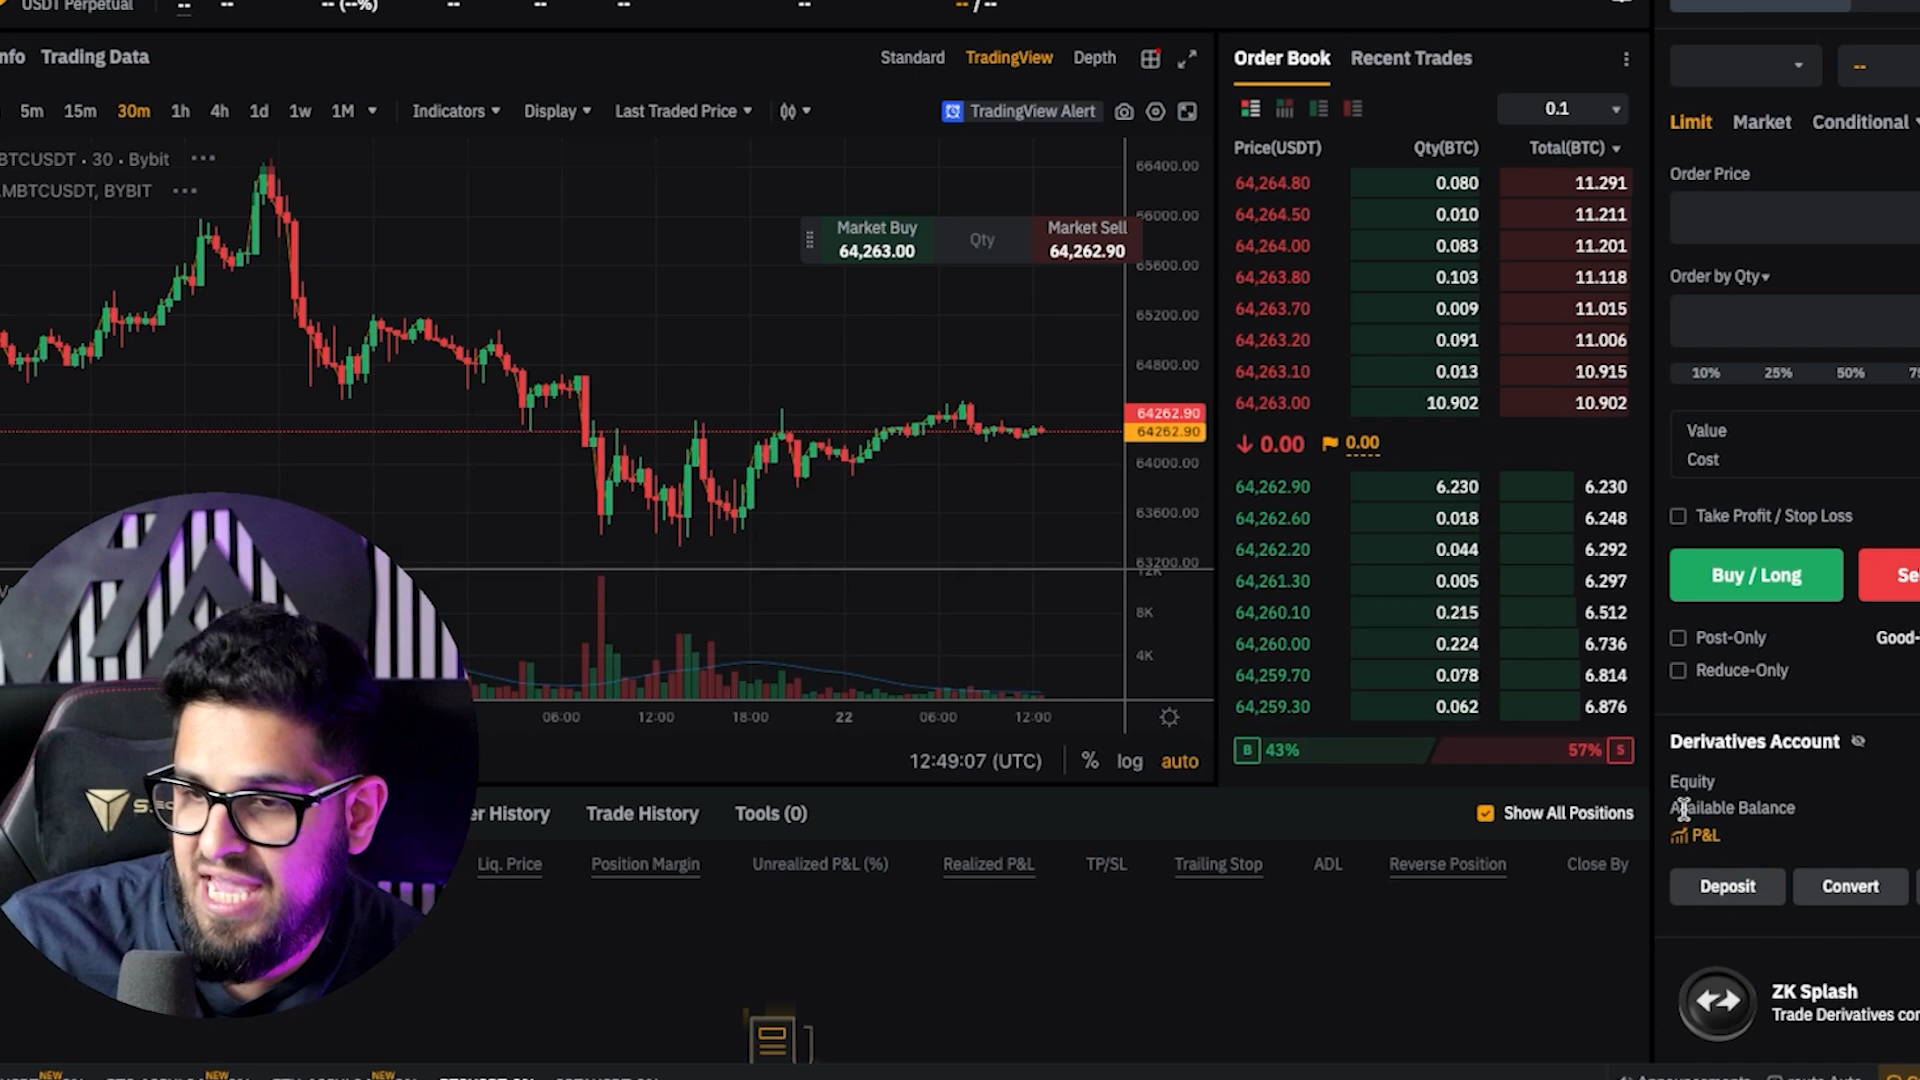 USDT Perpetual -- -- -- (--%) -- -- -- -- -- / --
nfo Trading Data
Standard TradingView Depth
5m 15m 30m 1h 4h 1d 1w 1M Indicators Display Last Traded Price TradingView Alert
BTCUSDT · 30 · Bybit
.MBTCUSDT, BYBIT
Market Buy
64,263.00
Qty
Market Sell
64,262.90
66400.00
66000.00
65600.00
65200.00
64800.00
64262.90
64262.90
64000.00
63600.00
63200.00
12K
8K
4K
06:00 12:00 18:00 22 06:00 12:00
12:49:07 (UTC) % log auto
Order Book Recent Trades
0.1
Price(USDT) Qty(BTC) Total(BTC)
64,264.80 0.080 11.291
64,264.50 0.010 11.211
64,264.00 0.083 11.201
64,263.80 0.103 11.118
64,263.70 0.009 11.015
64,263.20 0.091 11.006
64,263.10 0.013 10.915
64,263.00 10.902 10.902
0.00 0.00
64,262.90 6.230 6.230
64,262.60 0.018 6.248
64,262.20 0.044 6.292
64,261.30 0.005 6.297
64,260.10 0.215 6.512
64,260.00 0.224 6.736
64,259.70 0.078 6.814
64,259.30 0.062 6.876
B 43% 57% S
--
Limit Market Conditional
Order Price
Order by Qty
10% 25% 50% 75
Value
Cost
Take Profit / Stop Loss
Buy / Long Se
Post-Only Good-
Reduce-Only
Derivatives Account
Equity
Available Balance
P&L
Deposit Convert
ZK Splash
Trade Derivatives con
er History Trade History Tools (0) Show All Positions
Liq. Price Position Margin Unrealized P&L (%) Realized P&L TP/SL Trailing Stop ADL Reverse Position Close By
NEW NEW NEW